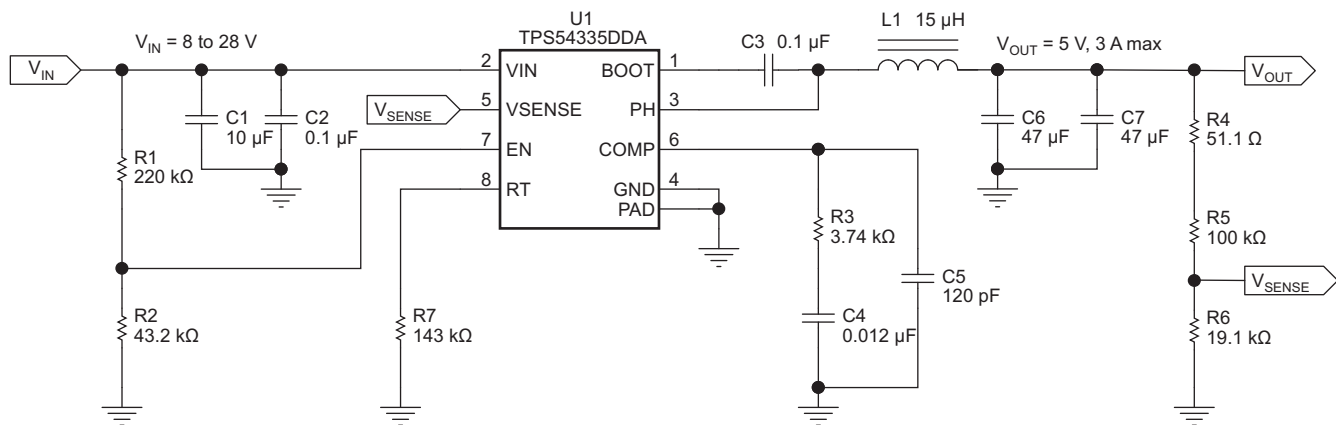 U1
TPS54335DDA
V_IN
V_IN = 8 to 28 V
2 VIN
V_SENSE
5 VSENSE
7 EN
8 RT
BOOT 1
PH 3
COMP 6
GND 4
PAD
C1
10 µF
C2
0.1 µF
R1
220 kΩ
R2
43.2 kΩ
R7
143 kΩ
C3 0.1 µF
L1 15 µH
V_OUT = 5 V, 3 A max
V_OUT
C6
47 µF
C7
47 µF
R4
51.1 Ω
R3
3.74 kΩ
R5
100 kΩ
C5
120 pF
V_SENSE
C4
0.012 µF
R6
19.1 kΩ